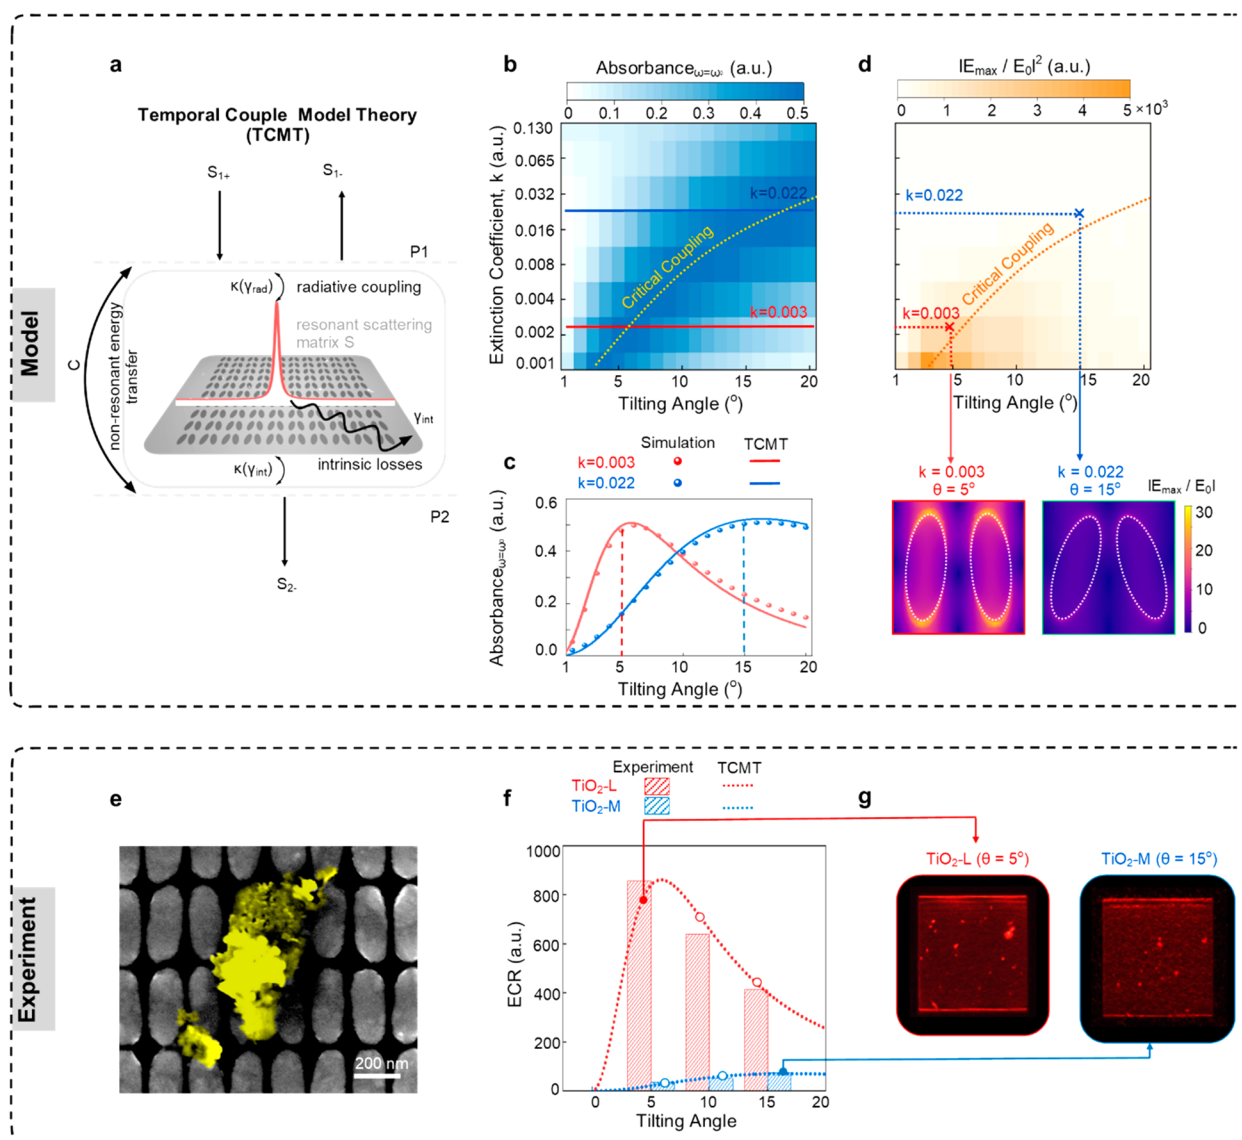 Model
a
Temporal Couple Model Theory
(TCMT)
S1+
S1-
P1
κ(γrad)
radiative coupling
resonant scattering
matrix S
C
non-resonant energy
transfer
γint
intrinsic losses
κ(γint)
P2
S2-
b
Absorbanceω=ω₀ (a.u.)
0 0.1 0.2 0.3 0.4 0.5
Extinction Coefficient, k (a.u.)
0.130
0.065
0.032
0.016
0.008
0.004
0.002
0.001
k=0.022
Critical Coupling
k=0.003
1 5 10 15 20
Tilting Angle (°)
c
Simulation TCMT
k=0.003
k=0.022
Absorbanceω=ω₀ (a.u.)
0.6
0.4
0.2
0.0
1 5 10 15 20
Tilting Angle (°)
d
|Emax / E0|² (a.u.)
0 1 2 3 4 5 ×10³
k=0.022
Critical Coupling
k=0.003
1 5 10 15 20
Tilting Angle (°)
k = 0.003
θ = 5°
k = 0.022
θ = 15°
|Emax / E0|
30
20
10
0
Experiment
e
200 nm
f
Experiment TCMT
TiO2-L
TiO2-M
ECR (a.u.)
1000
800
600
400
200
0
0 5 10 15 20
Tilting Angle
g
TiO2-L (θ = 5°)
TiO2-M (θ = 15°)